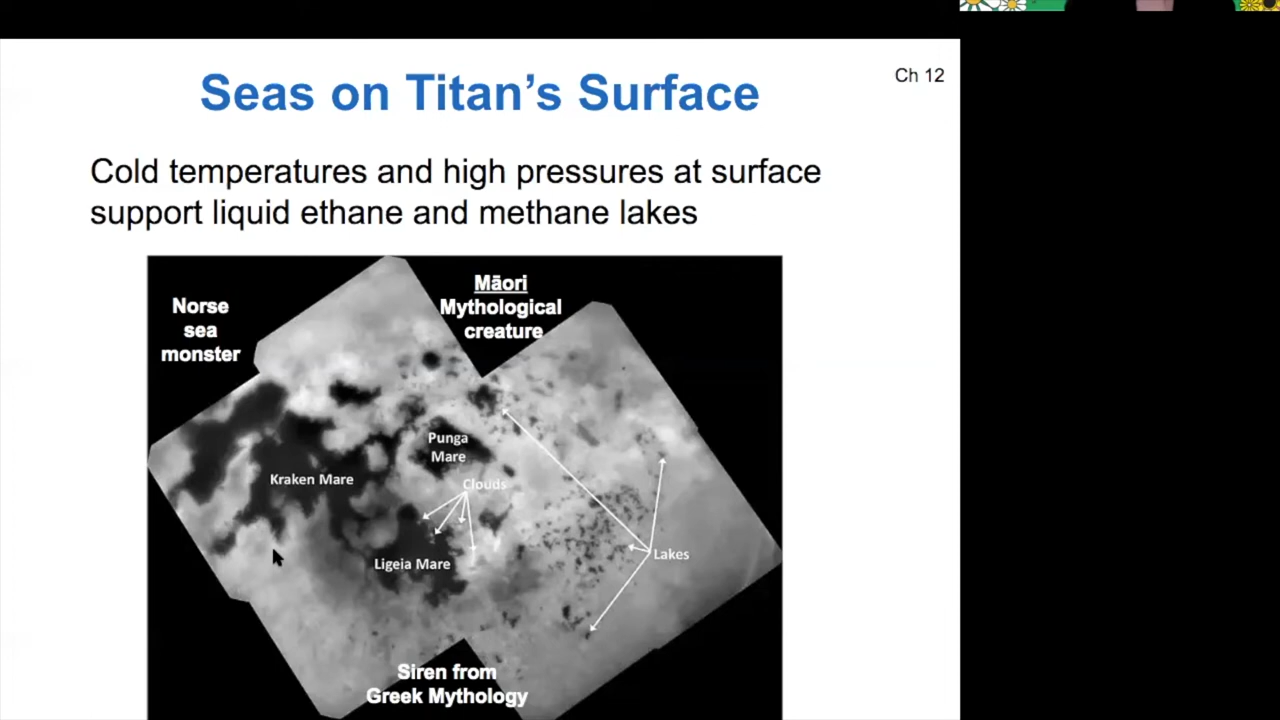 Ch 12
Seas on Titan’s Surface
Cold temperatures and high pressures at surface
support liquid ethane and methane lakes
Norse
sea
monster
Māori
Mythological
creature
Punga
Mare
Kraken Mare
Clouds
Ligeia Mare
Lakes
Siren from
Greek Mythology